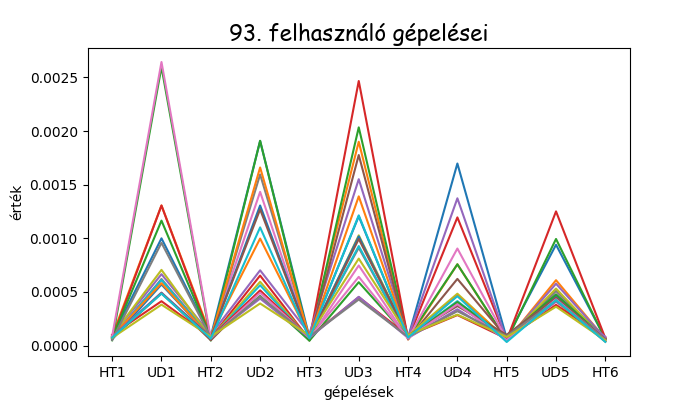 93. felhasználó gépelései
érték
0.0025
0.0020
0.0015
0.0010
0.0005
0.0000
HT1 UD1 HT2 UD2 HT3 UD3 HT4 UD4 HT5 UD5 HT6
gépelések